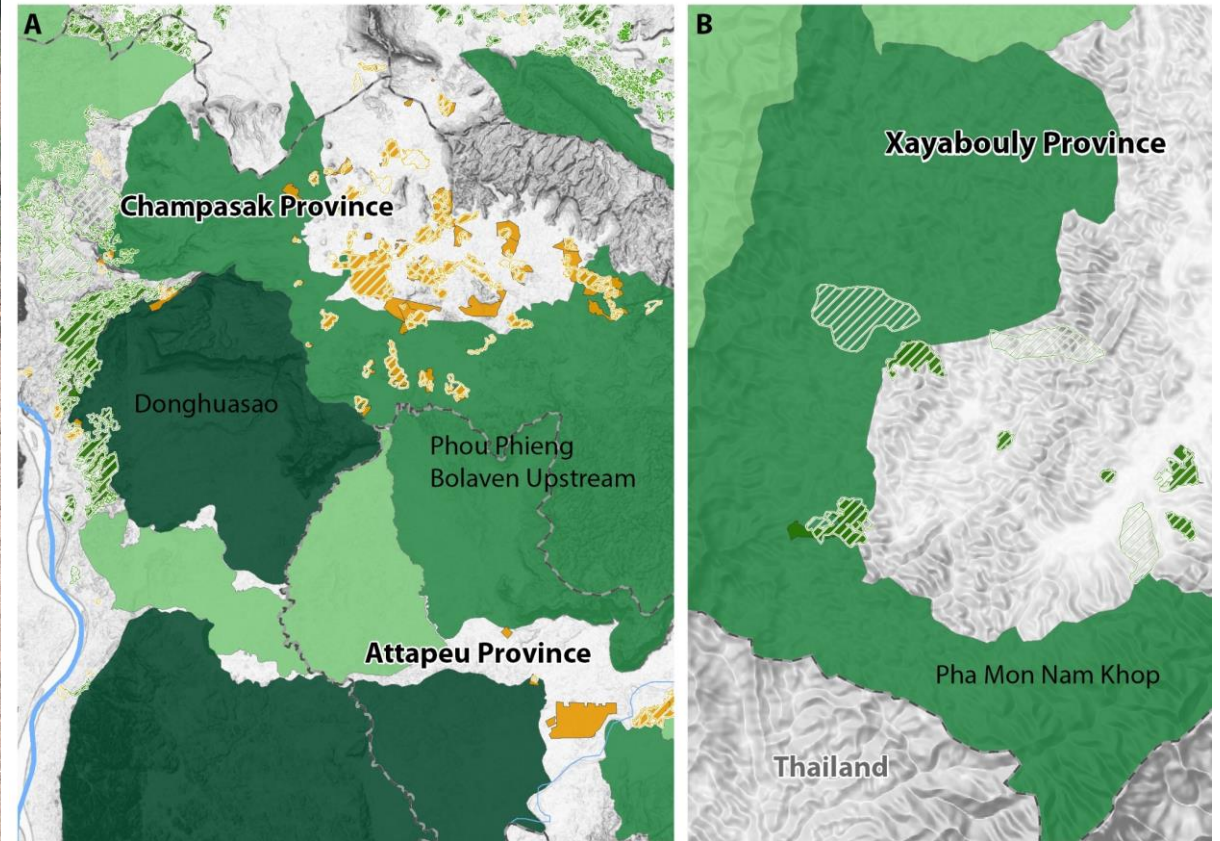 A
Champasak Province
Donghuasao
Phou Phieng
Bolaven Upstream
Attapeu Province
B
Xayabouly Province
Pha Mon Nam Khop
Thailand